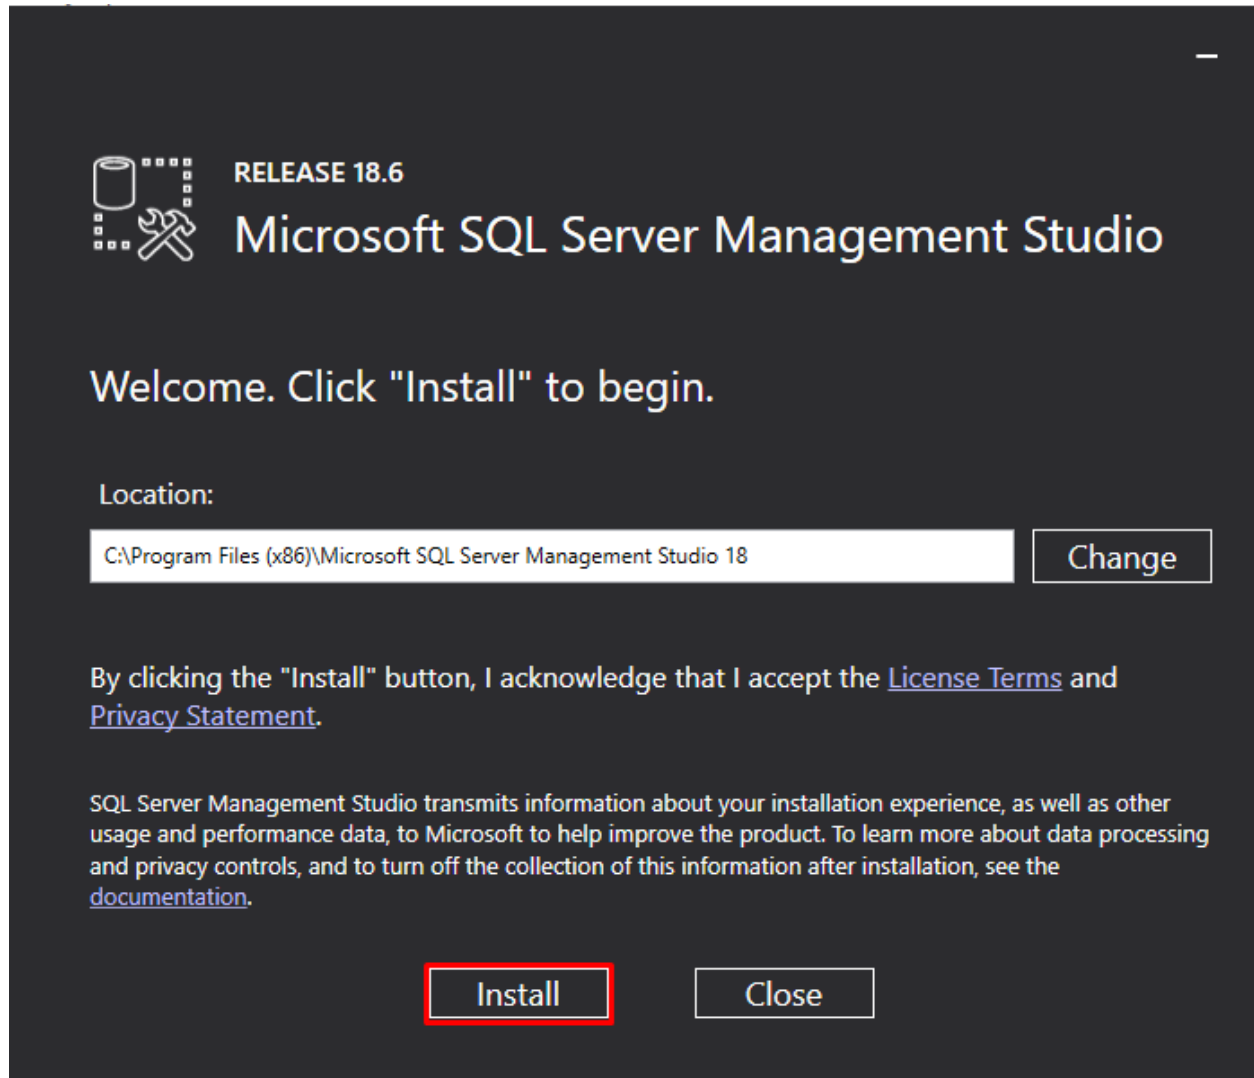 RELEASE 18.6
Microsoft SQL Server Management Studio
Welcome. Click "Install" to begin.
Location:
C:\Program Files (x86)\Microsoft SQL Server Management Studio 18
Change
By clicking the "Install" button, I acknowledge that I accept the License Terms and
Privacy Statement.
SQL Server Management Studio transmits information about your installation experience, as well as other
usage and performance data, to Microsoft to help improve the product. To learn more about data processing
and privacy controls, and to turn off the collection of this information after installation, see the
documentation.
Install
Close